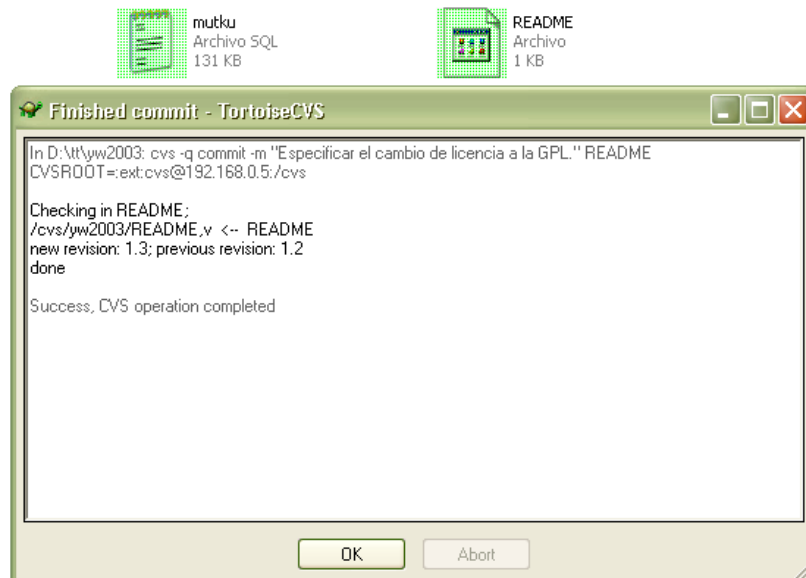 mutku
Archivo SQL
131 KB
README
Archivo
1 KB
Finished commit - TortoiseCVS
In D:\tt\yw2003: cvs -q commit -m "Especificar el cambio de licencia a la GPL." README
CVSROOT=:ext:cvs@192.168.0.5:/cvs
Checking in README;
/cvs/yw2003/README,v <-- README
new revision: 1.3; previous revision: 1.2
done
Success, CVS operation completed
OK
Abort